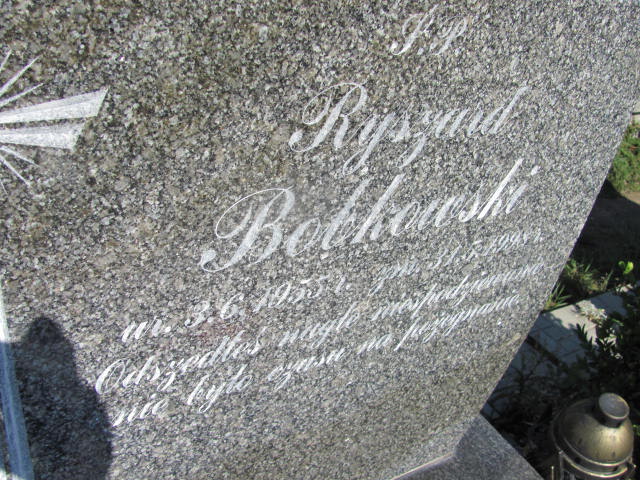 Ś.P.
Ryszard
Bobkowski
ur. 3.6.1955 r. zm. 31.5.1998 r.
Odszedłeś nagle niespodziewanie
nie było czasu na pożegnanie